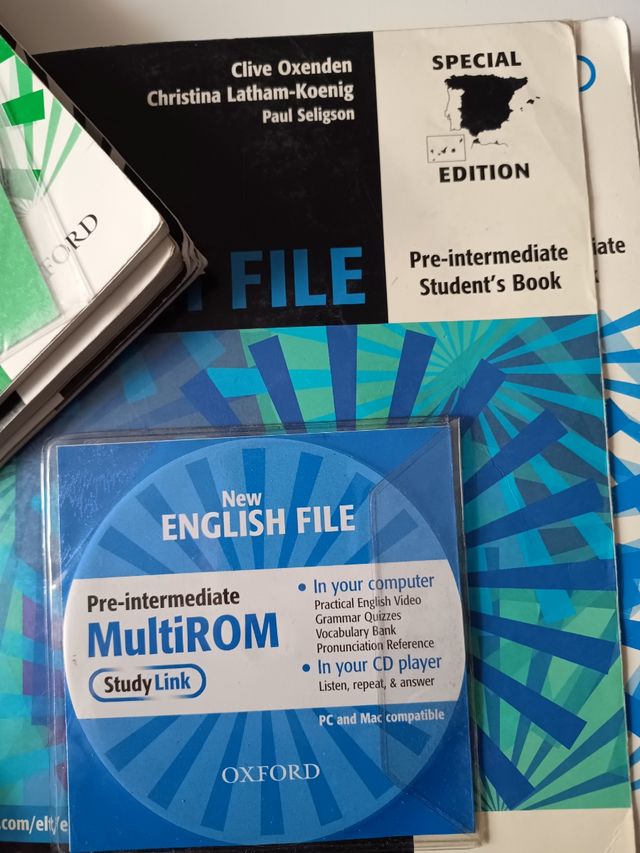 Clive Oxenden
Christina Latham-Koenig
Paul Seligson
SPECIAL
EDITION
FILE
Pre-intermediate
Student's Book
iate
ORD
New
ENGLISH FILE
Pre-intermediate
MultiROM
Study Link
• In your computer
Practical English Video
Grammar Quizzes
Vocabulary Bank
Pronunciation Reference
• In your CD player
Listen, repeat, & answer
PC and Mac compatible
OXFORD
.com/elt/e